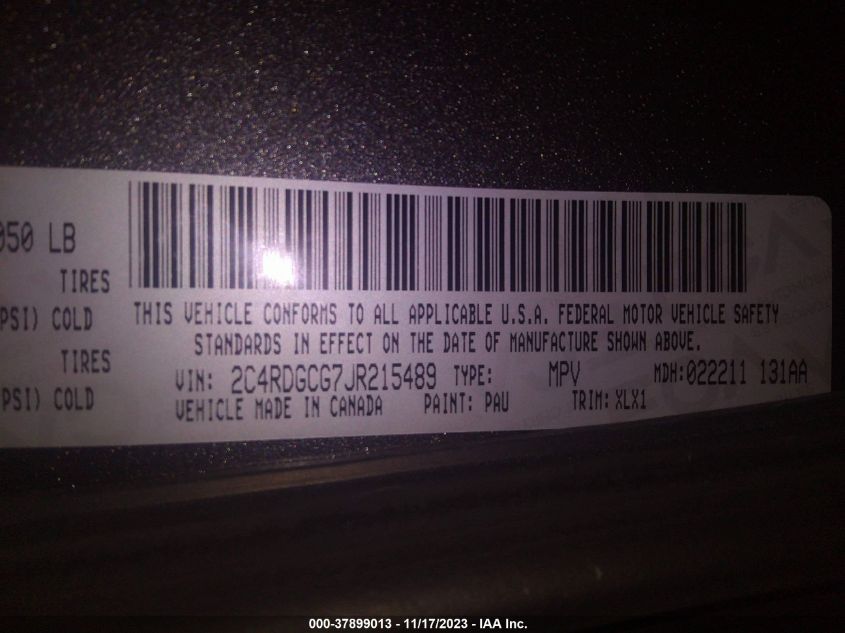 050 LB
TIRES
PSI) COLD
TIRES
PSI) COLD
THIS VEHICLE CONFORMS TO ALL APPLICABLE U.S.A. FEDERAL MOTOR VEHICLE SAFETY
STANDARDS IN EFFECT ON THE DATE OF MANUFACTURE SHOWN ABOVE.
VIN: 2C4RDGCG7JR215489 TYPE: MPV MDH:022211 131AA
VEHICLE MADE IN CANADA PAINT: PAU TRIM: XLX1
000-37899013 - 11/17/2023 - IAA Inc.